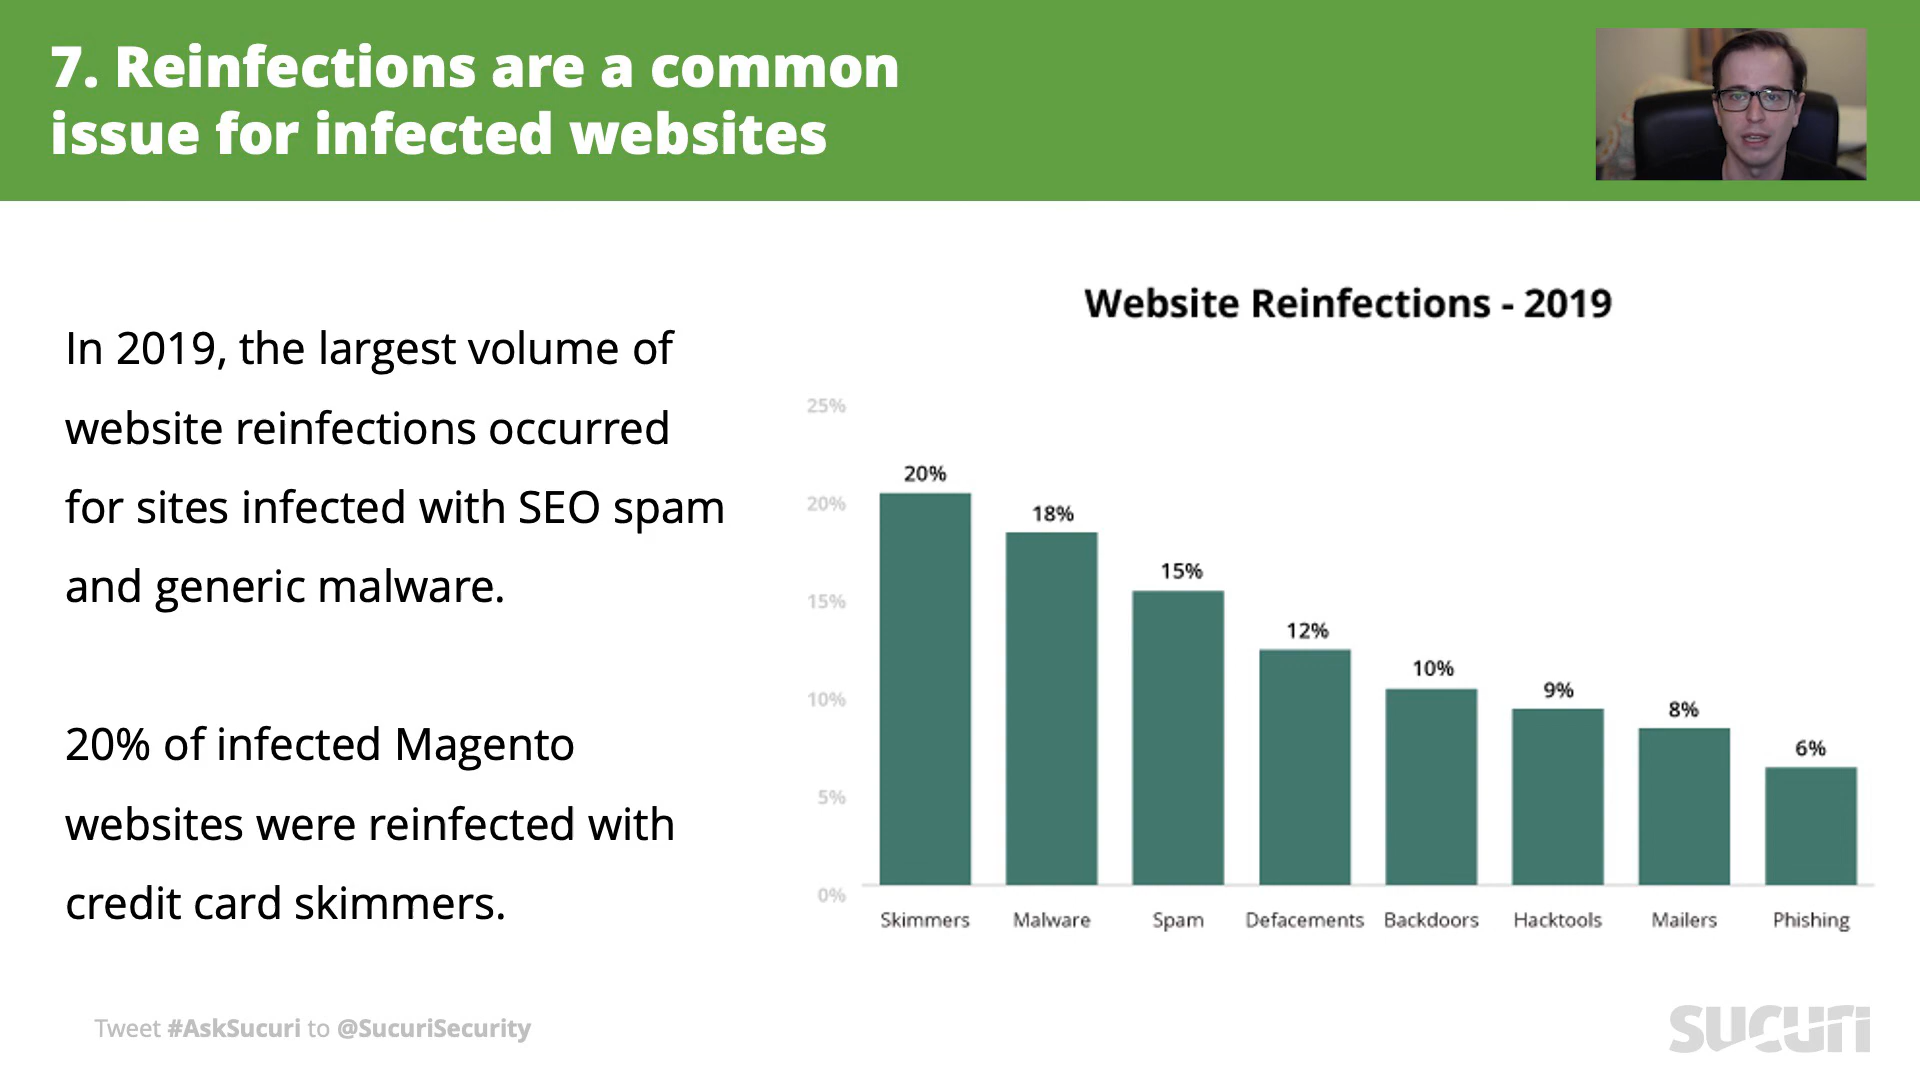 7. Reinfections are a common
issue for infected websites
In 2019, the largest volume of
website reinfections occurred
for sites infected with SEO spam
and generic malware.
20% of infected Magento
websites were reinfected with
credit card skimmers.
Website Reinfections - 2019
25%
20%
15%
10%
5%
0%
20%
18%
15%
12%
10%
9%
8%
6%
Skimmers Malware Spam Defacements Backdoors Hacktools Mailers Phishing
Tweet #AskSucuri to @SucuriSecurity
sucuri